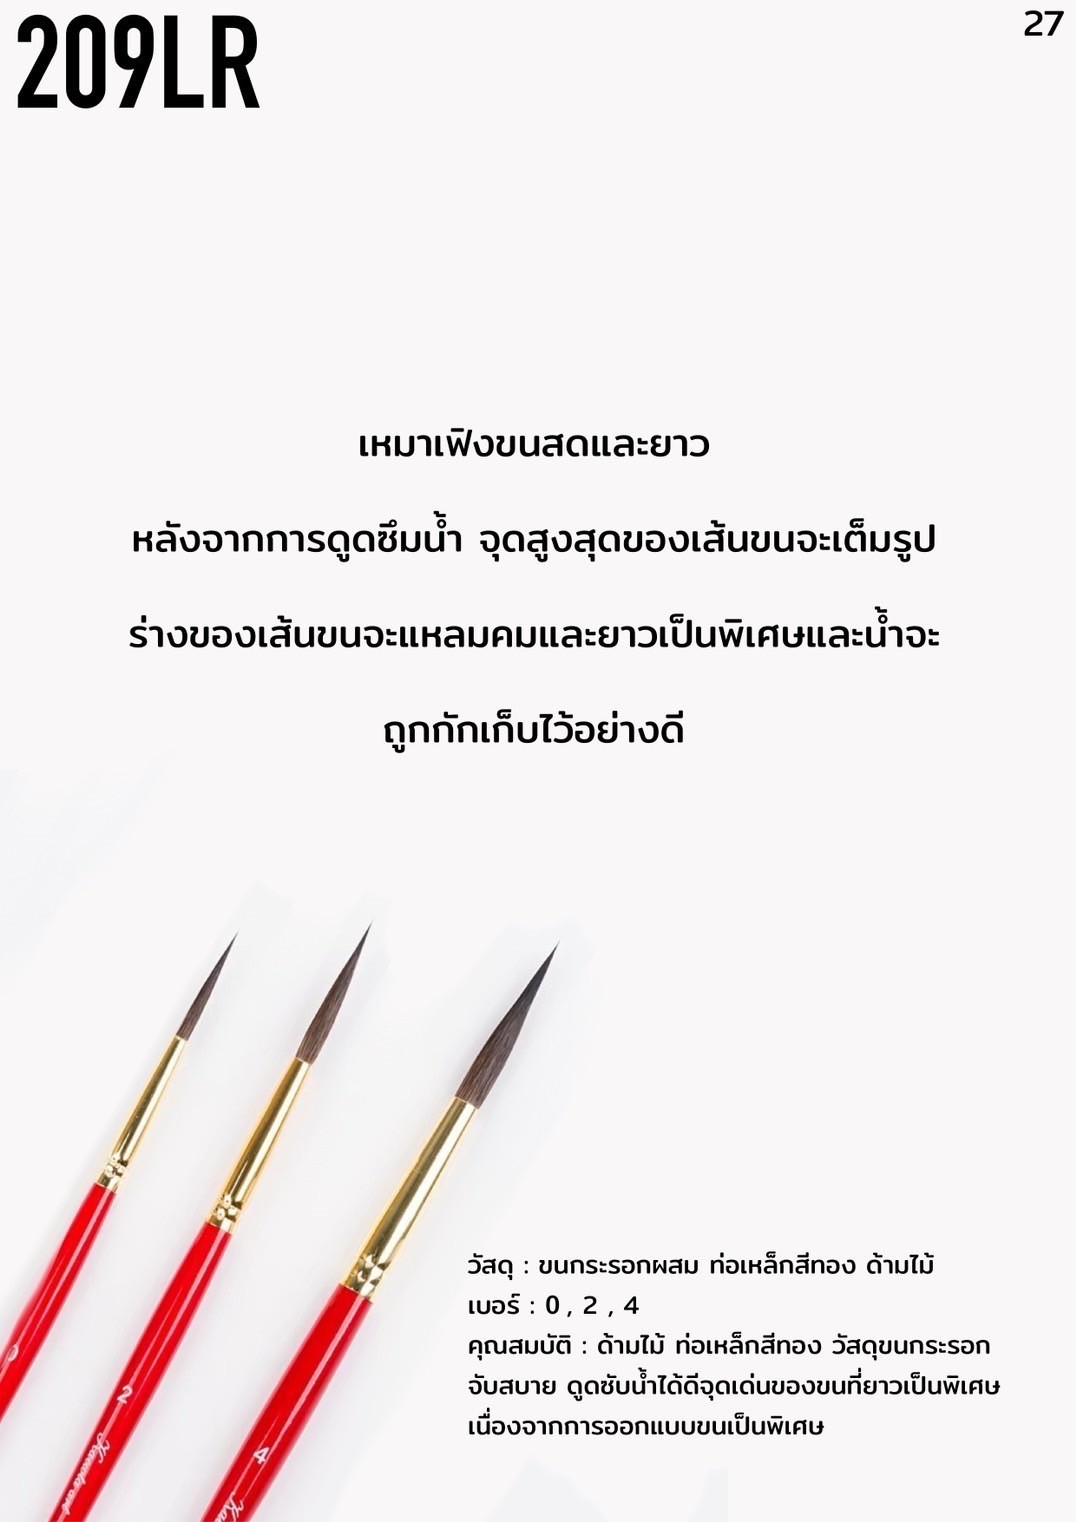 209LR
27
เหมาเฟิงขนสดและยาว
หลังจากการดูดซึมน้ำ จุดสูงสุดของเส้นขนจะเต็มรูป
ร่างของเส้นขนจะแหลมคมและยาวเป็นพิเศษและน้ำจะ
ถูกกักเก็บไว้อย่างดี
วัสดุ : ขนกระรอกผสม ท่อเหล็กสีทอง ด้ามไม้
เบอร์ : 0 , 2 , 4
คุณสมบัติ : ด้ามไม้ ท่อเหล็กสีทอง วัสดุขนกระรอก
จับสบาย ดูดซับน้ำได้ดีจุดเด่นของขนที่ยาวเป็นพิเศษ
เนื่องจากการออกแบบขนเป็นพิเศษ
0
2
4